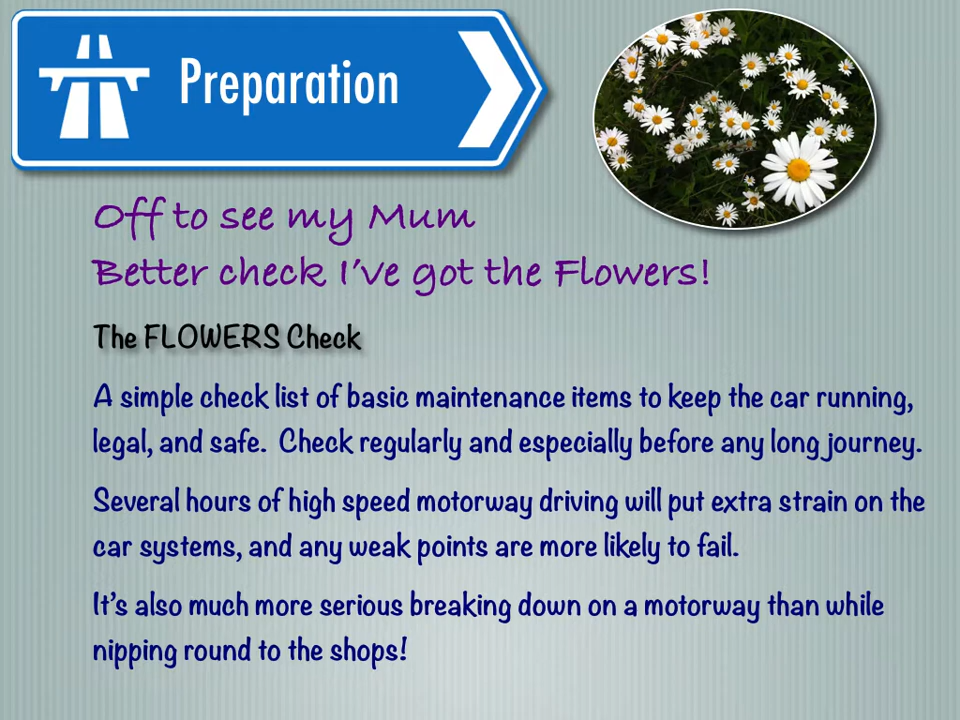 Preparation
Off to see my Mum
Better check I've got the Flowers!
The FLOWERS Check
A simple check list of basic maintenance items to keep the car running,
legal, and safe. Check regularly and especially before any long journey.
Several hours of high speed motorway driving will put extra strain on the
car systems, and any weak points are more likely to fail.
It's also much more serious breaking down on a motorway than while
nipping round to the shops!